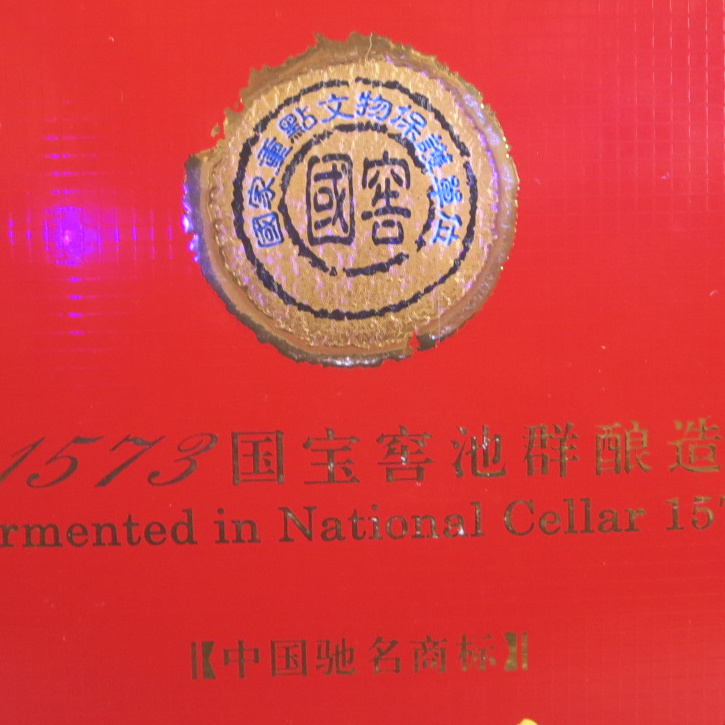 國家重點文物保護單位
國窖
1573国宝窖池群酿造
rmented in National Cellar 157
【中国驰名商标】